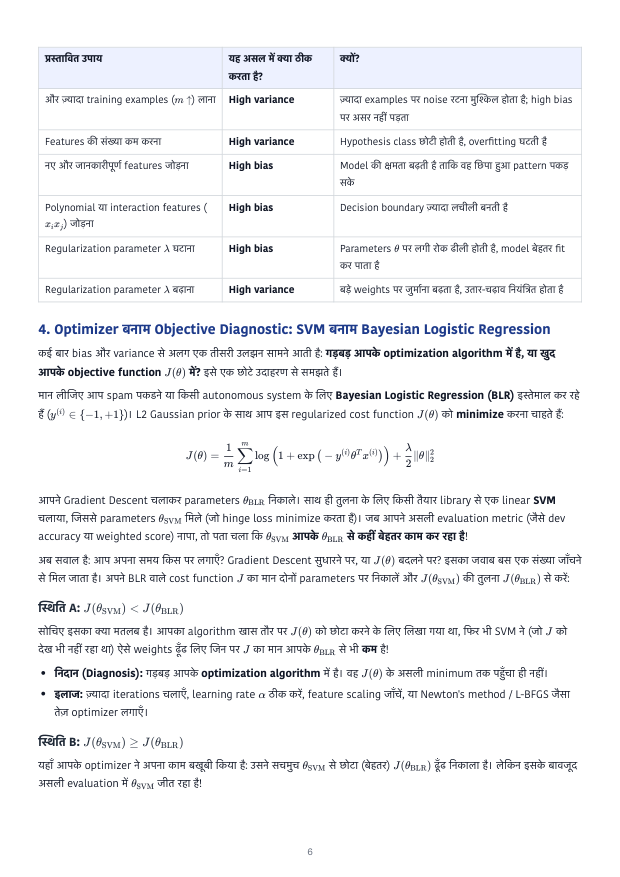 प्रस्तावित उपाय
यह असल में क्या ठीक
करता है?
क्यों?
और ज़्यादा training examples (m ↑) लाना
High variance
ज़्यादा examples पर noise रटना मुश्किल होता है; high bias
पर असर नहीं पड़ता
Features की संख्या कम करना
High variance
Hypothesis class छोटी होती है, overfitting घटती है
नए और जानकारीपूर्ण features जोड़ना
High bias
Model की क्षमता बढ़ती है ताकि वह छिपा हुआ pattern पकड़
सके
Polynomial या interaction features (
x_i x_j) जोड़ना
High bias
Decision boundary ज़्यादा लचीली बनती है
Regularization parameter λ घटाना
High bias
Parameters θ पर लगी रोक ढीली होती है, model बेहतर fit
कर पाता है
Regularization parameter λ बढ़ाना
High variance
बड़े weights पर जुर्माना बढ़ता है, उतार-चढ़ाव नियंत्रित होता है
4. Optimizer बनाम Objective Diagnostic: SVM बनाम Bayesian Logistic Regression
कई बार bias और variance से अलग एक तीसरी उलझन सामने आती है: गड़बड़ आपके optimization algorithm में है, या खुद
आपके objective function J(θ) में? इसे एक छोटे उदाहरण से समझते हैं।
मान लीजिए आप spam पकडने या किसी autonomous system के लिए Bayesian Logistic Regression (BLR) इस्तेमाल कर रहे
हैं (y^(i) ∈ {−1, +1})। L2 Gaussian prior के साथ आप इस regularized cost function J(θ) को minimize करना चाहते हैं:
J(θ) = 1/m ∑_{i=1}^{m} log (1 + exp (− y^(i) θ^T x^(i))) + λ/2 ‖θ‖_2^2
आपने Gradient Descent चलाकर parameters θ_BLR निकाले। साथ ही तुलना के लिए किसी तैयार library से एक linear SVM
चलाया, जिससे parameters θ_SVM मिले (जो hinge loss minimize करता है)। जब आपने असली evaluation metric (जैसे dev
accuracy या weighted score) नापा, तो पता चला कि θ_SVM आपके θ_BLR से कहीं बेहतर काम कर रहा है!
अब सवाल है: आप अपना समय किस पर लगाएँ? Gradient Descent सुधारने पर, या J(θ) बदलने पर? इसका जवाब बस एक संख्या जाँचने
से मिल जाता है। अपने BLR वाले cost function J का मान दोनों parameters पर निकालें और J(θ_SVM) की तुलना J(θ_BLR) से करें:
स्थिति A: J(θ_SVM) < J(θ_BLR)
सोचिए इसका क्या मतलब है। आपका algorithm खास तौर पर J(θ) को छोटा करने के लिए लिखा गया था, फिर भी SVM ने (जो J को
देख भी नहीं रहा था) ऐसे weights ढूँढ लिए जिन पर J का मान आपके θ_BLR से भी कम है!
• निदान (Diagnosis): गड़बड़ आपके optimization algorithm में है। वह J(θ) के असली minimum तक पहुँचा ही नहीं।
• इलाज: ज़्यादा iterations चलाएँ, learning rate α ठीक करें, feature scaling जाँचें, या Newton's method / L-BFGS जैसा
तेज़ optimizer लगाएँ।
स्थिति B: J(θ_SVM) ≥ J(θ_BLR)
यहाँ आपके optimizer ने अपना काम बखूबी किया है: उसने सचमुच θ_SVM से छोटा (बेहतर) J(θ_BLR) ढूँढ निकाला है। लेकिन इसके बावजूद
असली evaluation में θ_SVM जीत रहा है!
6